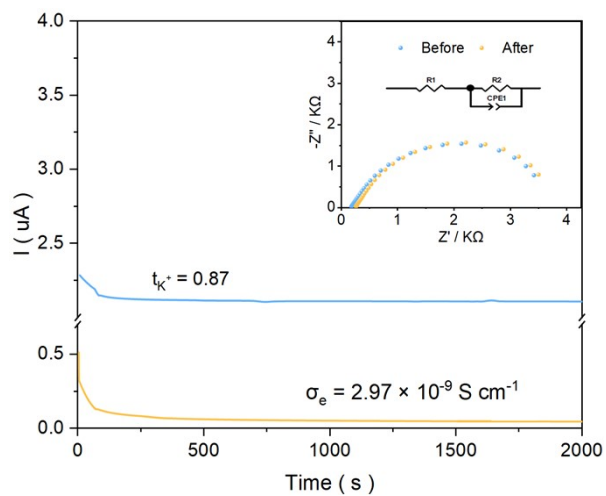 4.0
3.5
3.0
2.5
0.5
0.0
I ( uA )
0
500
1000
1500
2000
Time ( s )
t_K⁺ = 0.87
σₑ = 2.97 × 10⁻⁹ S cm⁻¹
Before After
R1 R2
CPE1
4
3
2
1
0
-Z'' / KΩ
0 1 2 3 4
Z' / KΩ